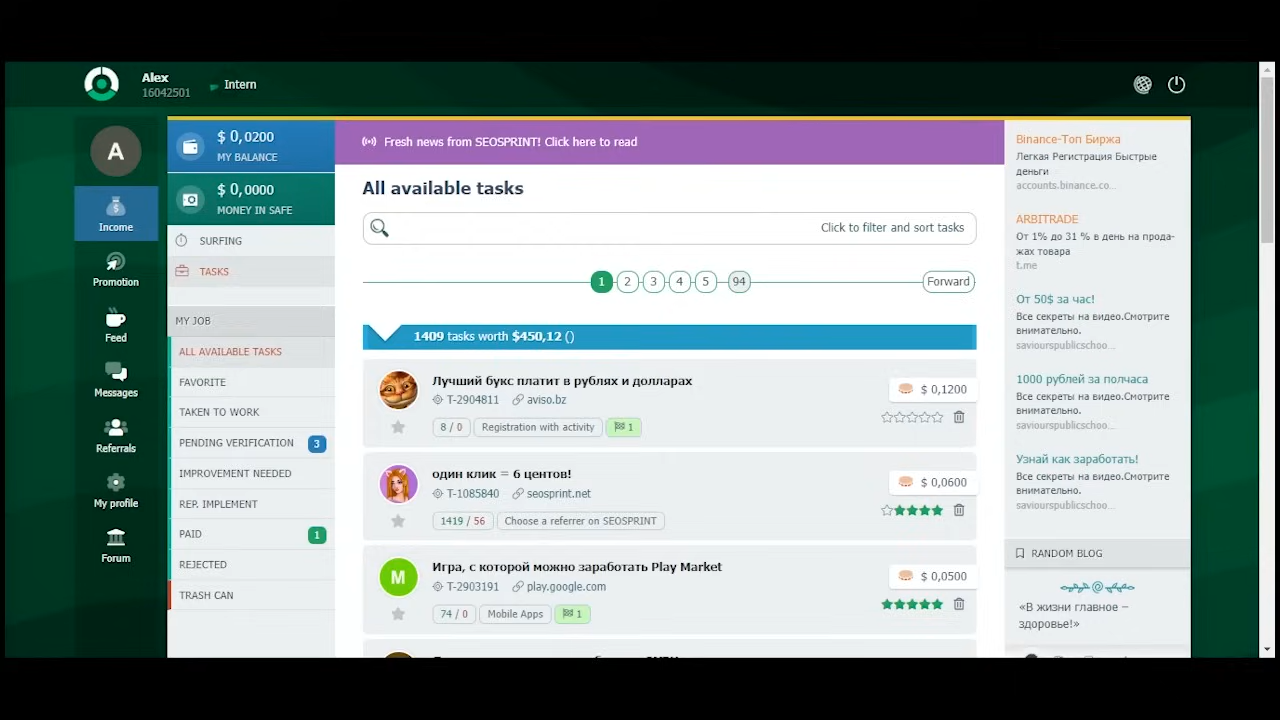 Alex
16042501
Intern
A
Income
Promotion
Feed
Messages
Referrals
My profile
Forum
$ 0,0200
MY BALANCE
$ 0,0000
MONEY IN SAFE
SURFING
TASKS
MY JOB
ALL AVAILABLE TASKS
FAVORITE
TAKEN TO WORK
PENDING VERIFICATION 3
IMPROVEMENT NEEDED
REP. IMPLEMENT
PAID 1
REJECTED
TRASH CAN
Fresh news from SEOSPRINT! Click here to read
All available tasks
Click to filter and sort tasks
1 2 3 4 5 94 Forward
1409 tasks worth $450,12 ()
Лучший букс платит в рублях и долларах
T-2904811 aviso.bz
$ 0,1200
8 / 0 Registration with activity 1
один клик = 6 центов!
T-1085840 seosprint.net
$ 0,0600
1419 / 56 Choose a referrer on SEOSPRINT
M
Игра, с которой можно заработать Play Market
T-2903191 play.google.com
$ 0,0500
74 / 0 Mobile Apps 1
Binance-Топ Биржа
Легкая Регистрация Быстрые
деньги
accounts.binance.co...
ARBITRADE
От 1% до 31 % в день на прода-
жах товара
t.me
От 50$ за час!
Все секреты на видео.Смотрите
внимательно.
saviourspublicschoo...
1000 рублей за полчаса
Все секреты на видео.Смотрите
внимательно.
saviourspublicschoo...
Узнай как заработать!
Все секреты на видео.Смотрите
внимательно.
saviourspublicschoo...
RANDOM BLOG
«В жизни главное –
здоровье!»